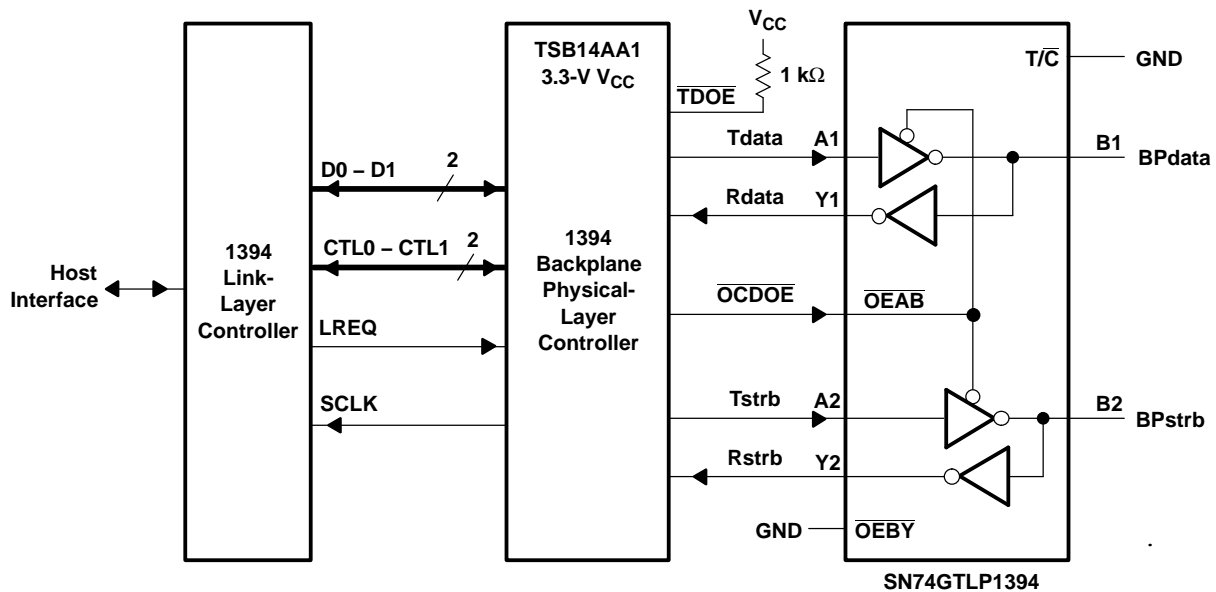 VCC
1 kΩ
TSB14AA1
3.3-V VCC
TDOE
T/C
GND
Tdata
A1
B1
BPdata
D0 – D1
2
Rdata
Y1
1394
Link-
Layer
Controller
CTL0 – CTL1
2
1394
Backplane
Physical-
Layer
Controller
Host
Interface
OCDOE
OEAB
LREQ
SCLK
Tstrb
A2
B2
BPstrb
Rstrb
Y2
GND
OEBY
SN74GTLP1394